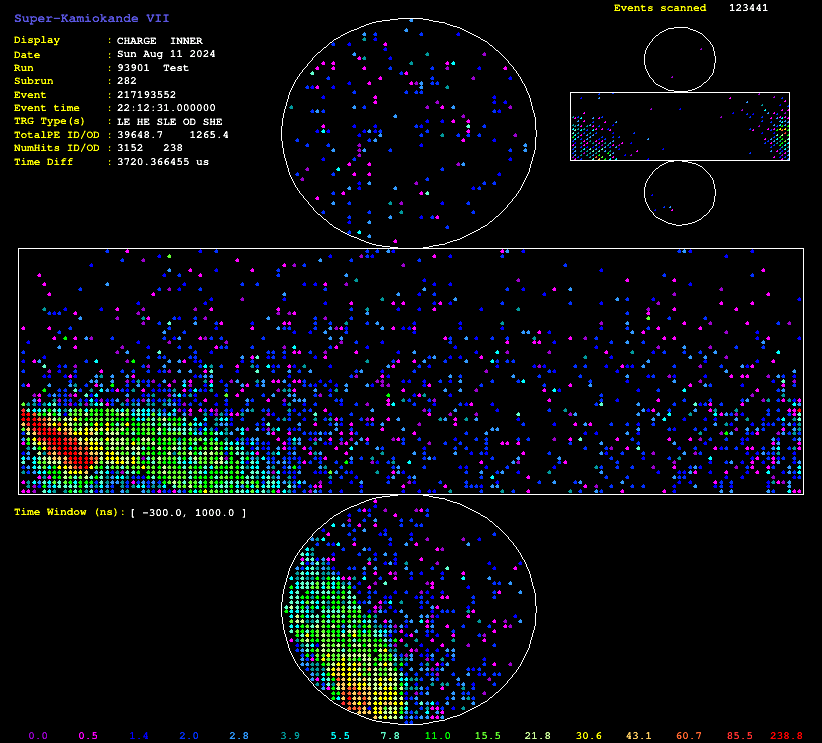 Events scanned 123441
Super-Kamiokande VII
Display : CHARGE INNER
Date : Sun Aug 11 2024
Run : 93901 Test
Subrun : 282
Event : 217193552
Event time : 22:12:31.000000
TRG Type(s) : LE HE SLE OD SHE
TotalPE ID/OD : 39648.7 1265.4
NumHits ID/OD : 3152 238
Time Diff : 3720.366455 us
Time Window (ns): [ -300.0, 1000.0 ]
0.0 0.5 1.4 2.0 2.8 3.9 5.5 7.8 11.0 15.5 21.8 30.6 43.1 60.7 85.5 238.8